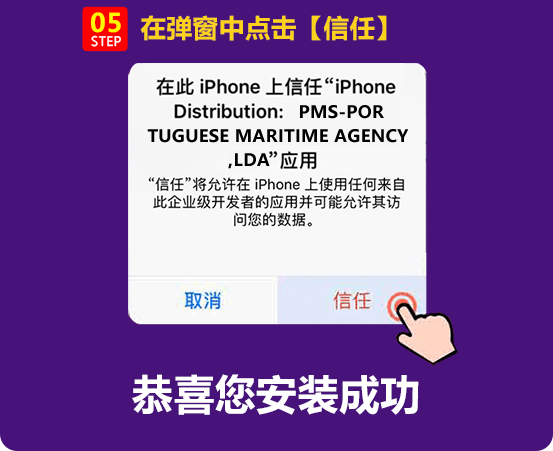 05
STEP
在弹窗中点击【信任】
在此 iPhone 上信任“iPhone
Distribution: PMS-POR
TUGUESE MARITIME AGENCY
,LDA”应用
“信任”将允许在 iPhone 上使用任何来自
此企业级开发者的应用并可能允许其访
问您的数据。
取消
信任
恭喜您安装成功